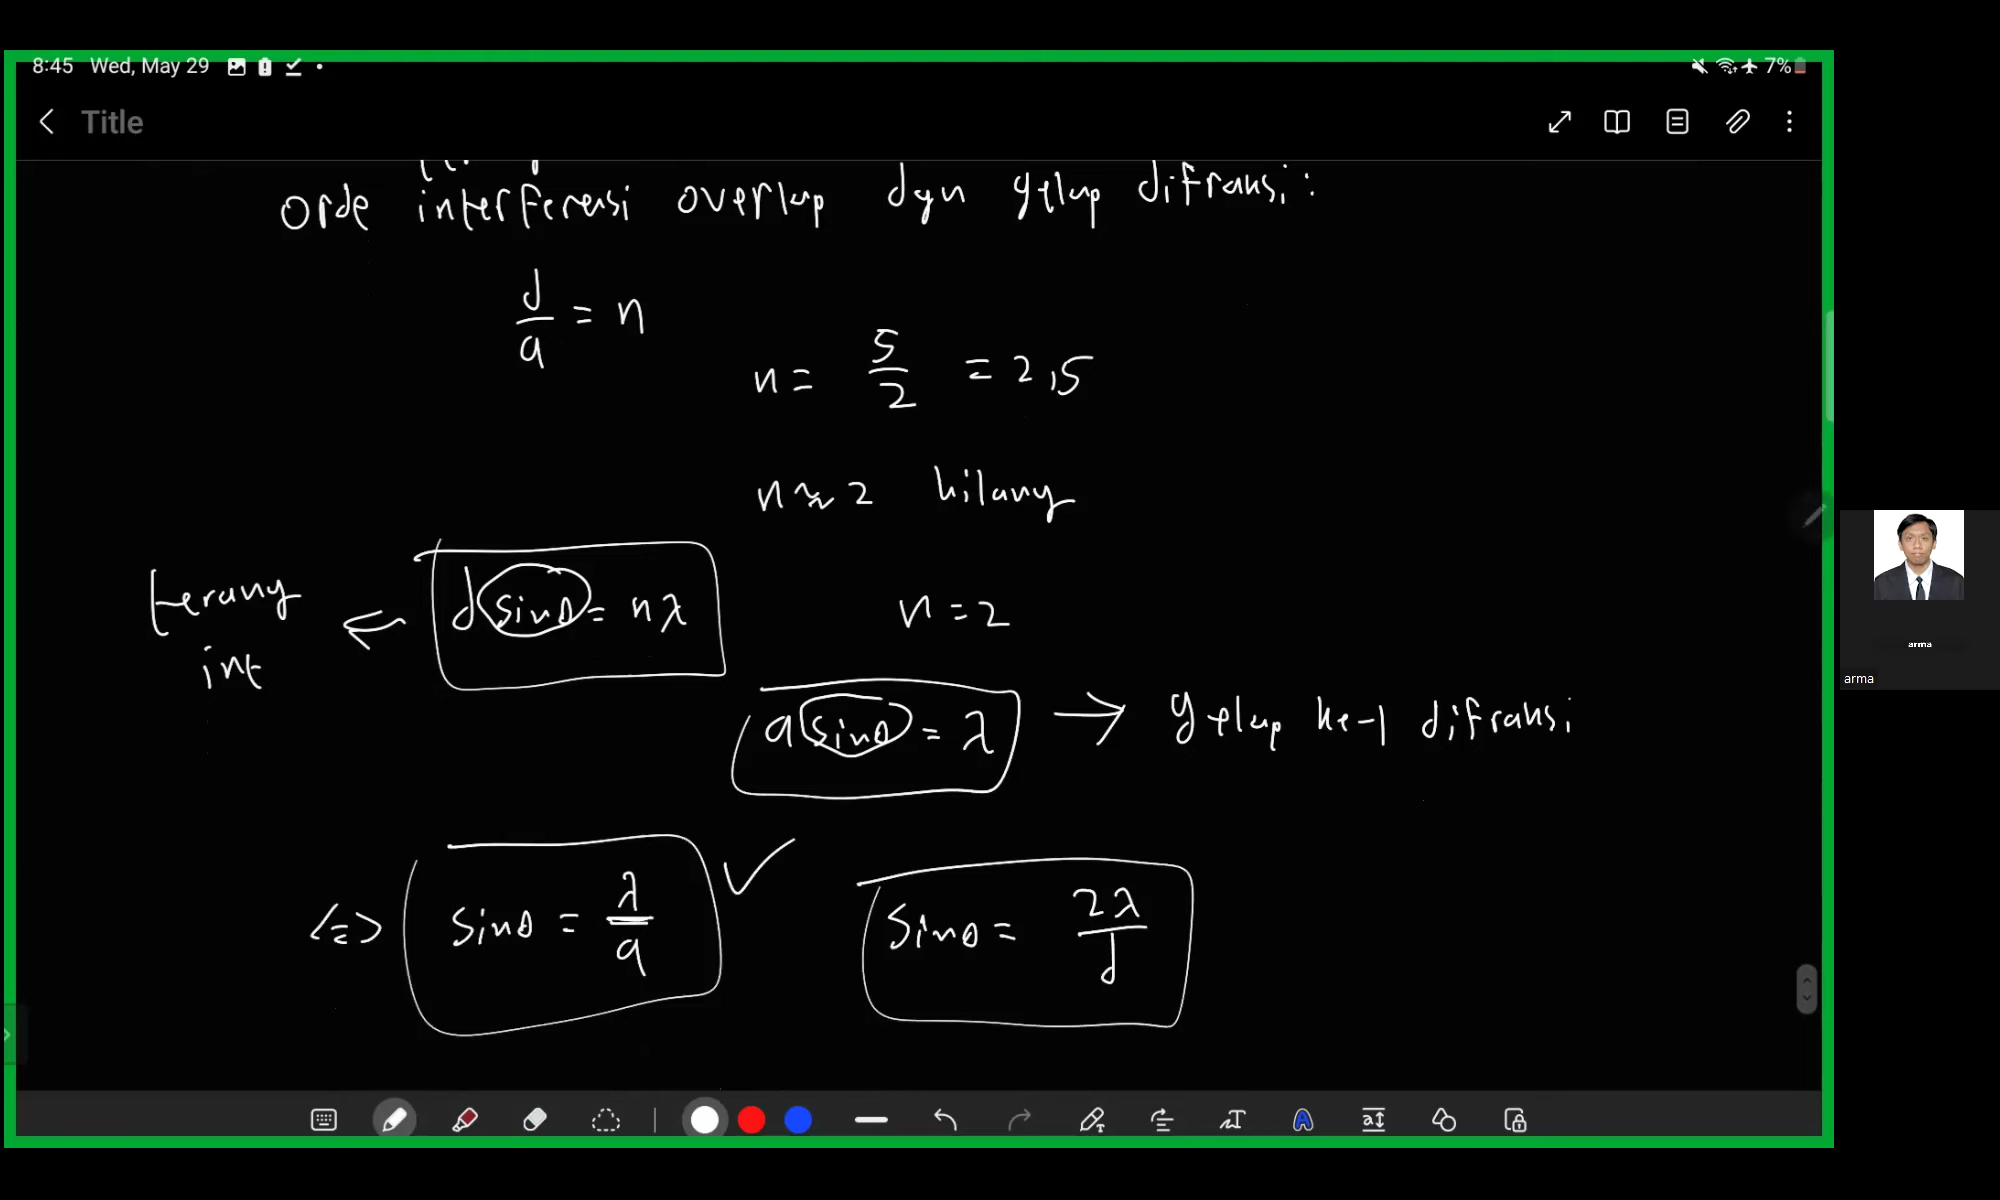 8:45 Wed, May 29 7%
Title
orde interferensi overlap dgn gelap difraksi:
d/a = n
n = 5/2 = 2,5
n ≈ 2 hilang
terang int ← d sinθ = nλ
n = 2
a sinθ = λ → gelap ke-1 difraksi
<=> sinθ = λ/a ✓ sinθ = 2λ/d
arma
arma